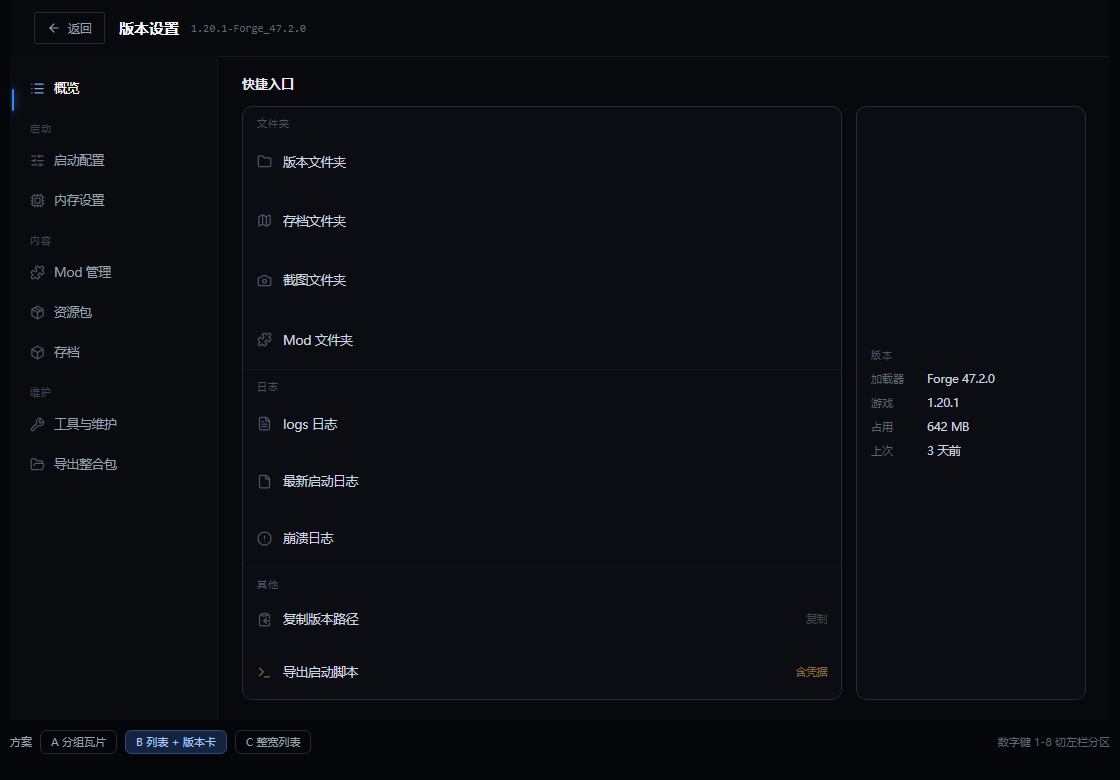 返回 版本设置 1.20.1-Forge_47.2.0
概览
启动
启动配置
内存设置
内容
Mod 管理
资源包
存档
维护
工具与维护
导出整合包
快捷入口
文件夹
版本文件夹
存档文件夹
截图文件夹
Mod 文件夹
日志
logs 日志
最新启动日志
崩溃日志
其他
复制版本路径 复制
导出启动脚本 含凭据
版本
加载器 Forge 47.2.0
游戏 1.20.1
占用 642 MB
上次 3 天前
方案 A 分组瓦片 B 列表 + 版本卡 C 整宽列表 数字键 1-8 切左栏分区